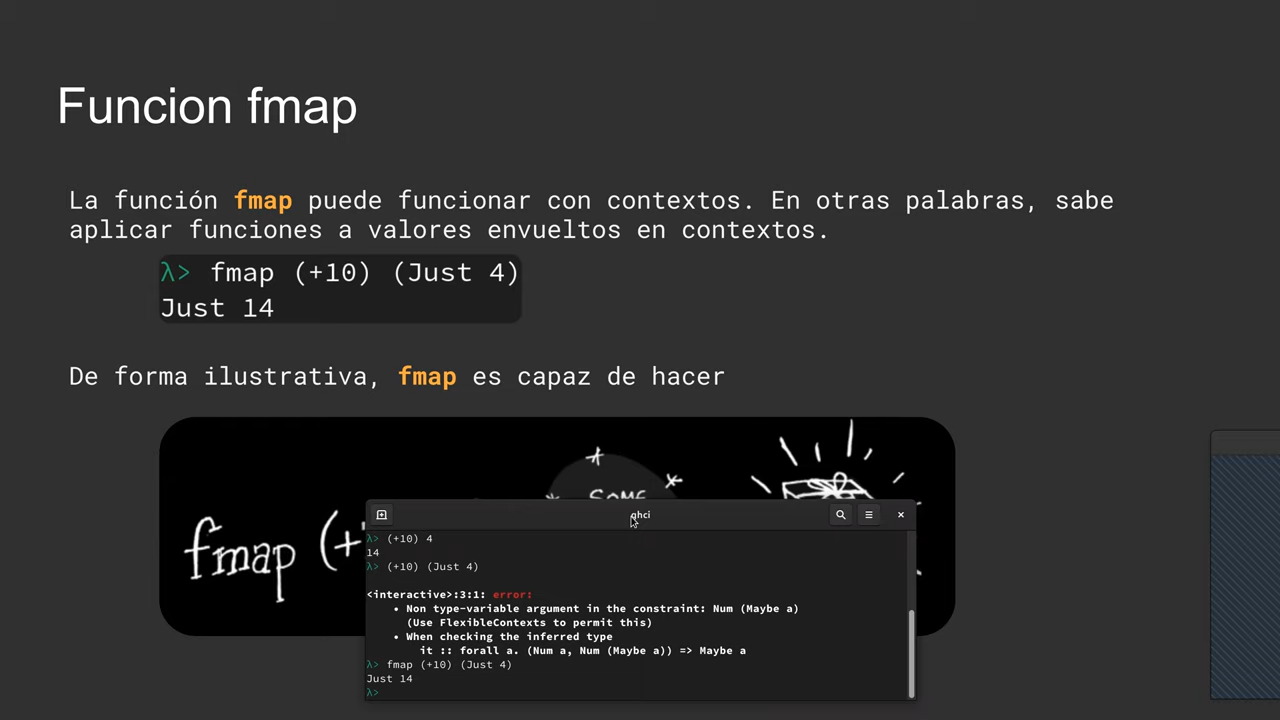 Funcion fmap
La función fmap puede funcionar con contextos. En otras palabras, sabe
aplicar funciones a valores envueltos en contextos.
λ> fmap (+10) (Just 4)
Just 14
De forma ilustrativa, fmap es capaz de hacer
SOME
fmap (+
ghci
λ> (+10) 4
14
λ> (+10) (Just 4)
<interactive>:3:1: error:
• Non type-variable argument in the constraint: Num (Maybe a)
(Use FlexibleContexts to permit this)
• When checking the inferred type
it :: forall a. (Num a, Num (Maybe a)) => Maybe a
λ> fmap (+10) (Just 4)
Just 14
λ>